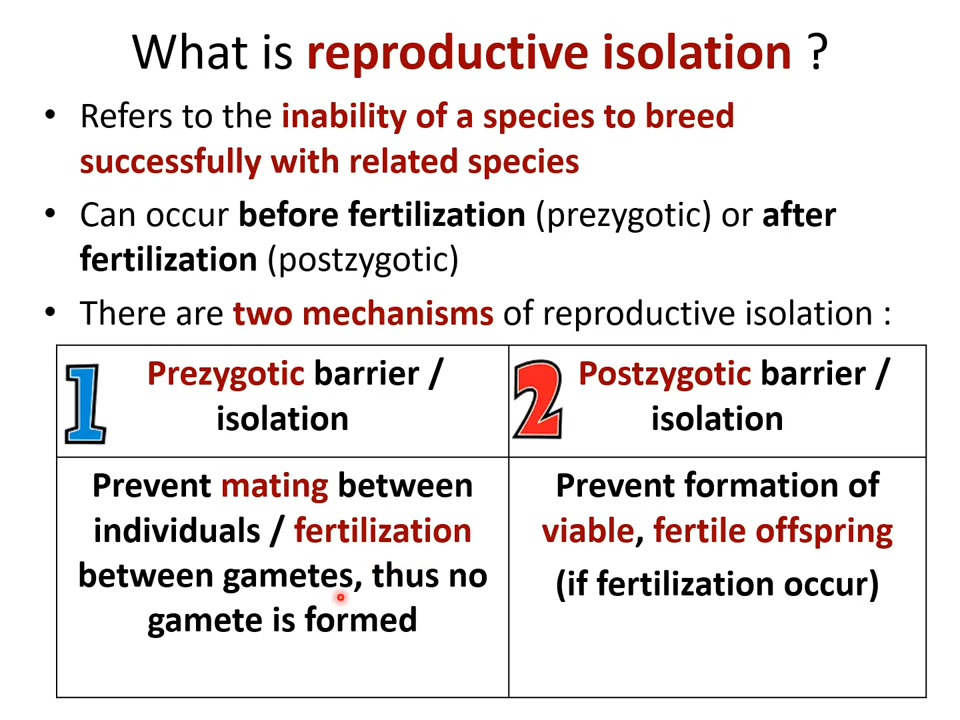 What is reproductive isolation ?
• Refers to the inability of a species to breed
successfully with related species
• Can occur before fertilization (prezygotic) or after
fertilization (postzygotic)
• There are two mechanisms of reproductive isolation :
1 Prezygotic barrier /
isolation
2 Postzygotic barrier /
isolation
Prevent mating between
individuals / fertilization
between gametes, thus no
gamete is formed
Prevent formation of
viable, fertile offspring
(if fertilization occur)